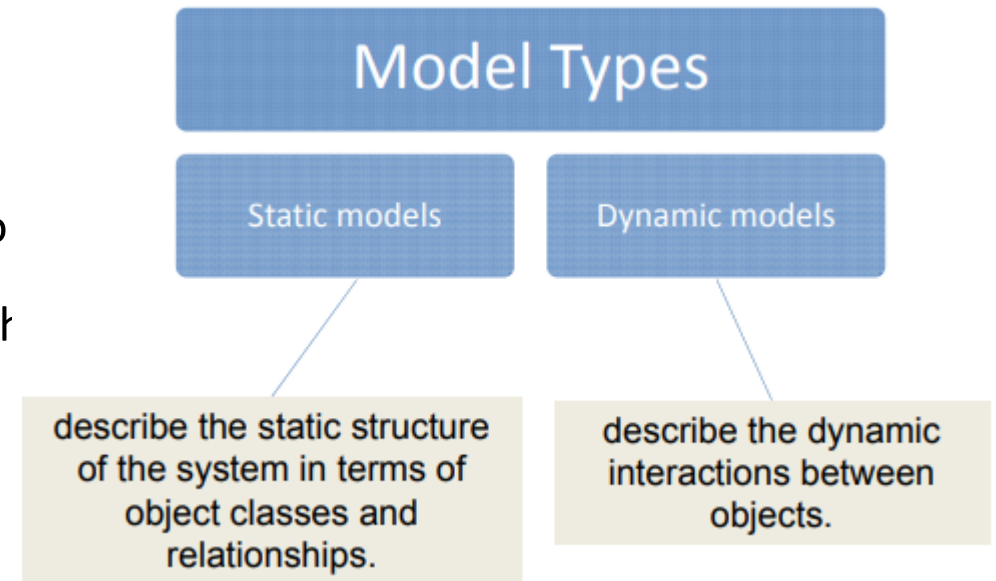 Model Types
Static models
Dynamic models
describe the static structure
of the system in terms of
object classes and
relationships.
describe the dynamic
interactions between
objects.